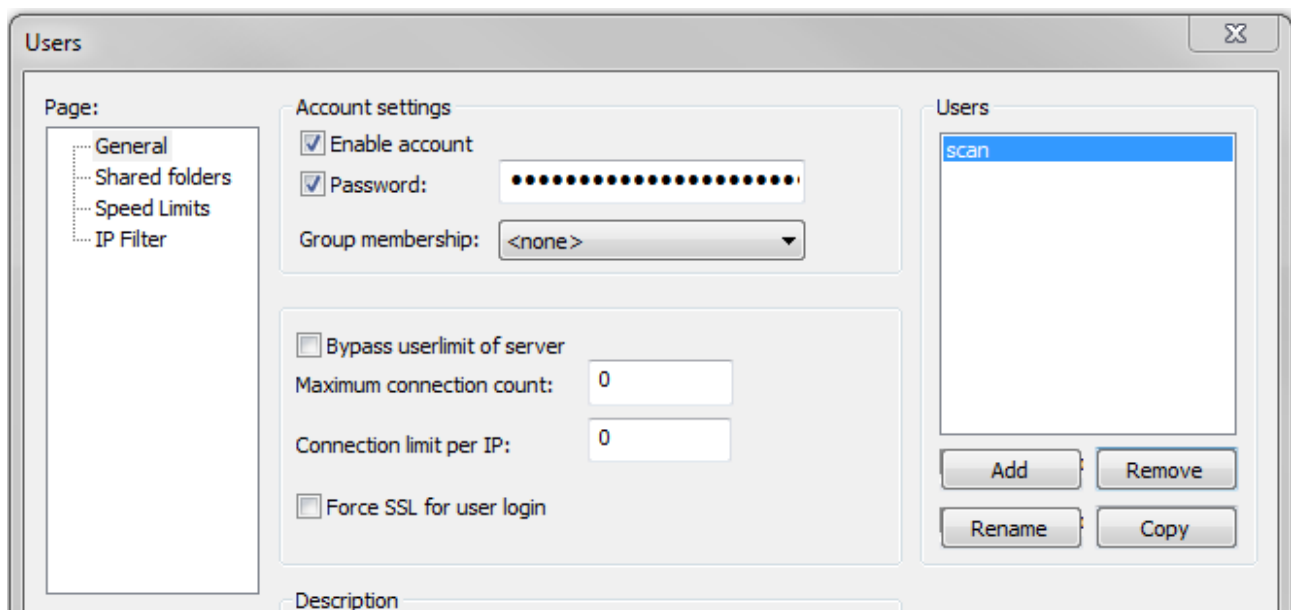 Users
Page:
General
Shared folders
Speed Limits
IP Filter
Account settings
Enable account
Password:
Group membership: <none>
Bypass userlimit of server
Maximum connection count: 0
Connection limit per IP: 0
Force SSL for user login
Description
Users
scan
Add Remove
Rename Copy